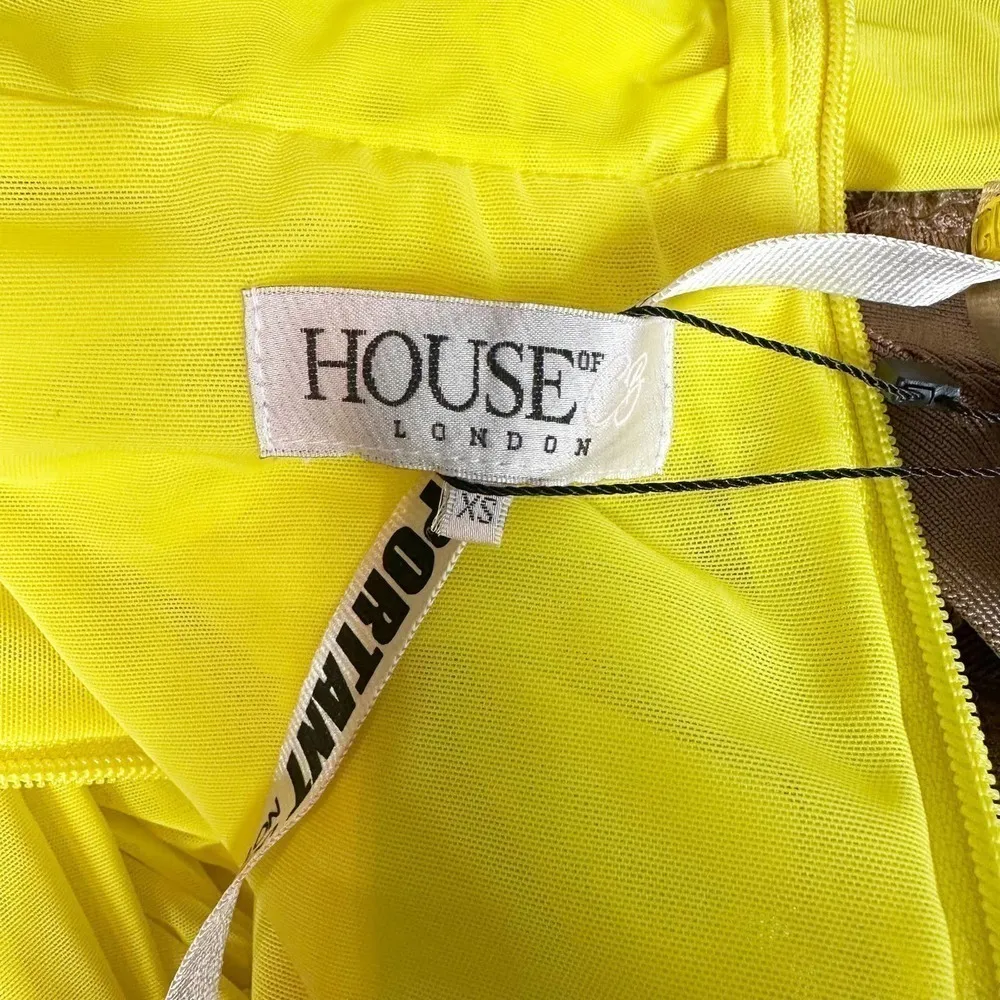 HOUSE OF CB
LONDON
XS
PORTANT